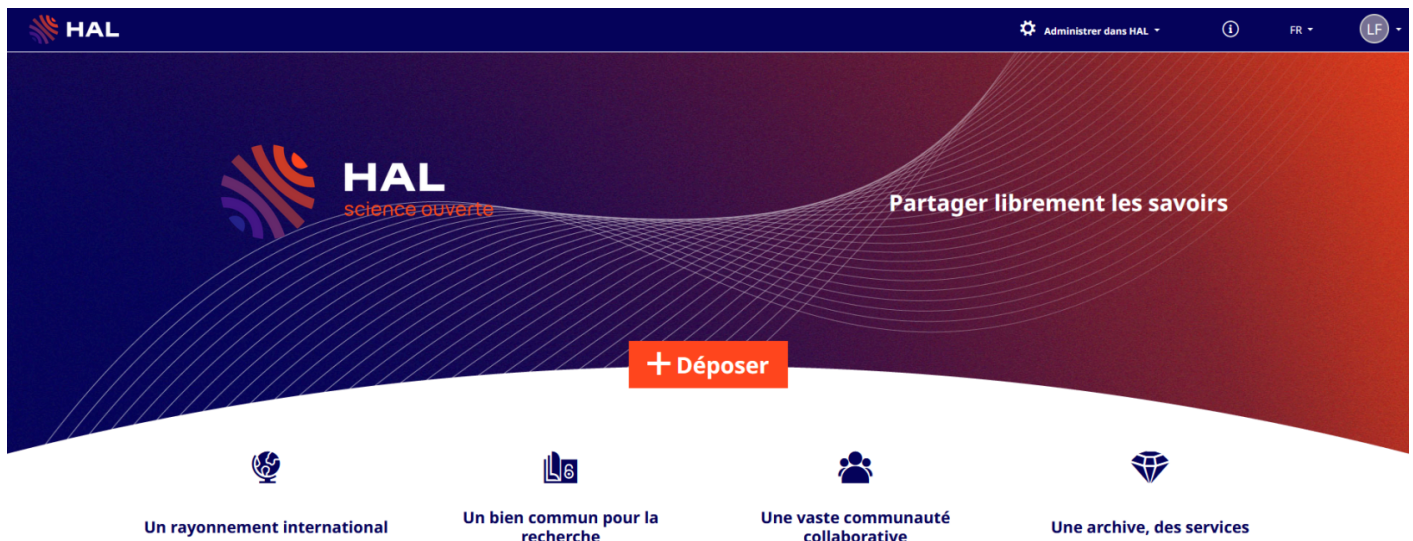 HAL
Administrer dans HAL
FR
LF
HAL
science ouverte
Partager librement les savoirs
+ Déposer
Un rayonnement international
Un bien commun pour la
recherche
Une vaste communauté
collaborative
Une archive, des services